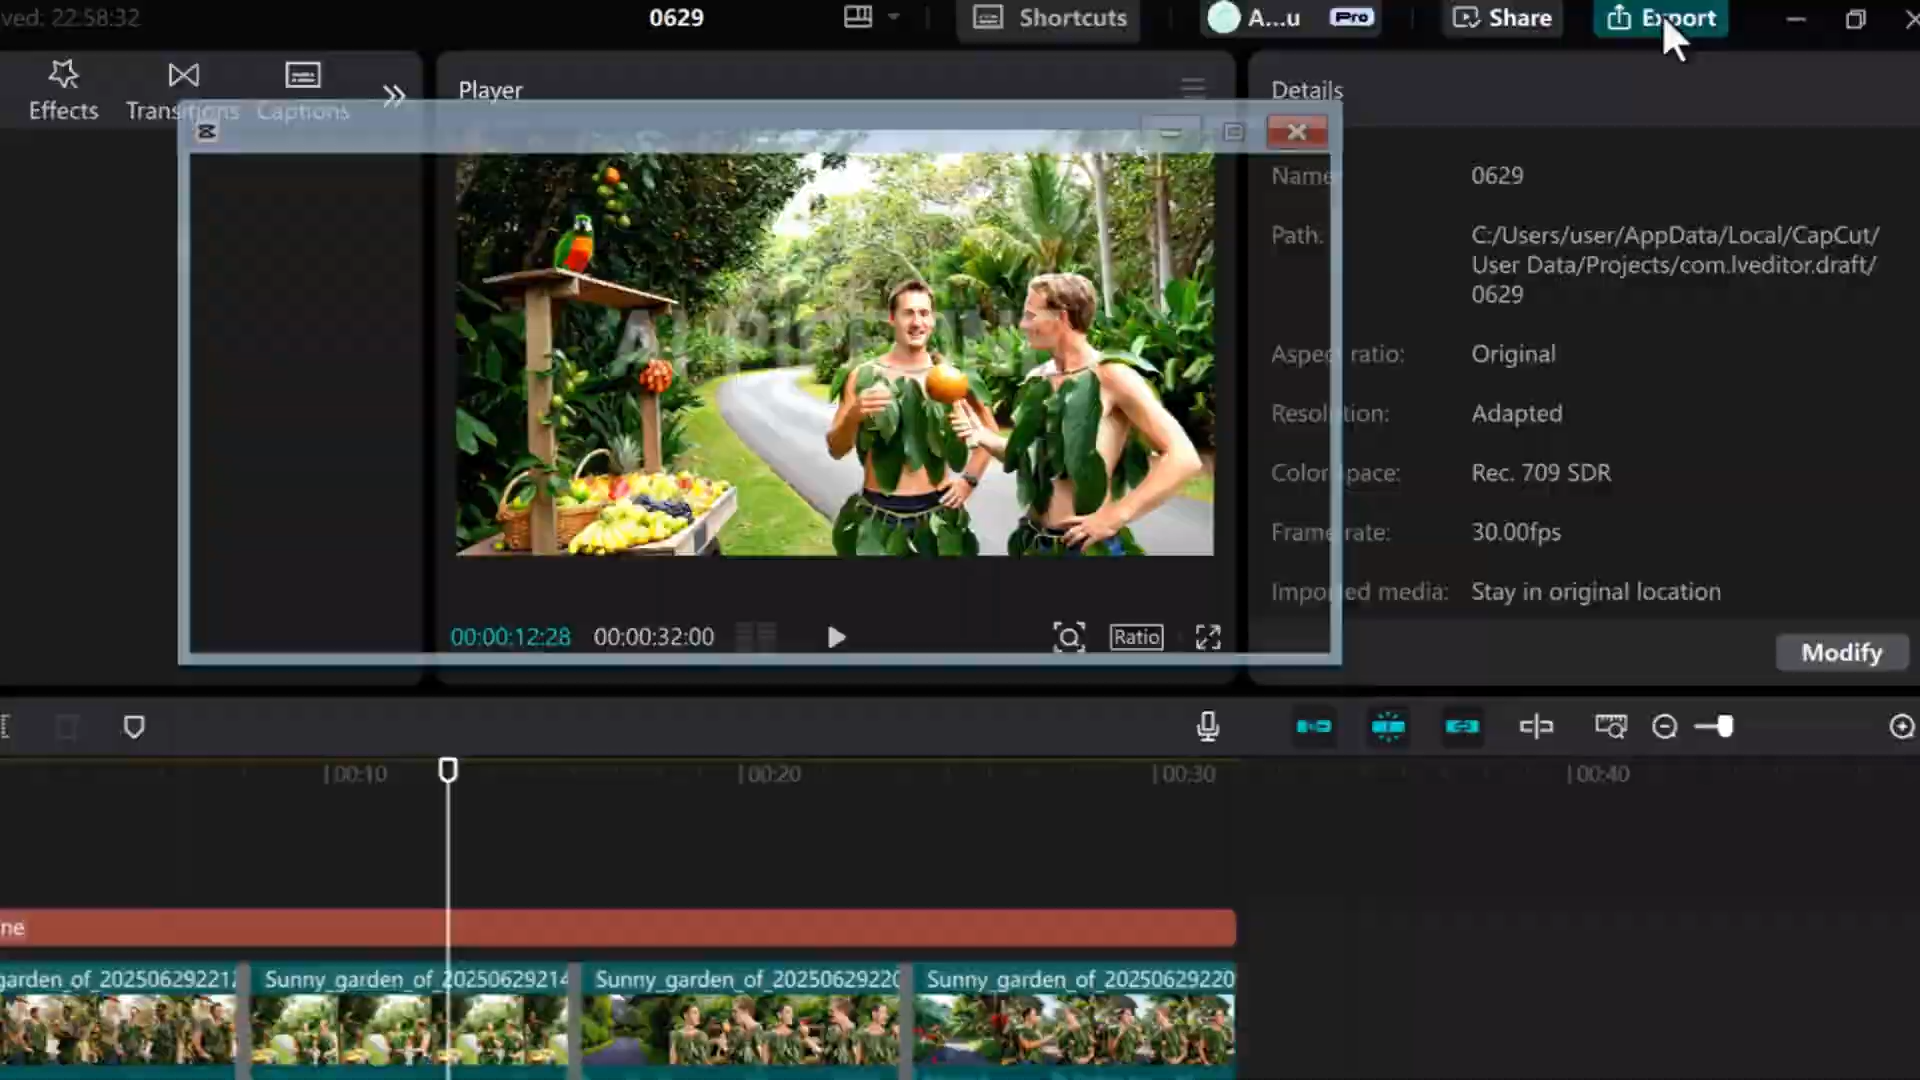 ved: 22:58:32
0629
Shortcuts
A...u
Pro
Share
Export
Effects
Transitions
Captions
Player
Details
Name
0629
Path:
C:/Users/user/AppData/Local/CapCut/
User Data/Projects/com.lveditor.draft/
0629
Aspect ratio:
Original
Resolution:
Adapted
Color space:
Rec. 709 SDR
Frame rate:
30.00fps
Imported media:
Stay in original location
00:00:12:28
00:00:32:00
Ratio
Modify
00:10
00:20
00:30
00:40
ne
garden_of_202506292212
Sunny_garden_of_20250629214
Sunny_garden_of_2025062922
Sunny_garden_of_20250629220